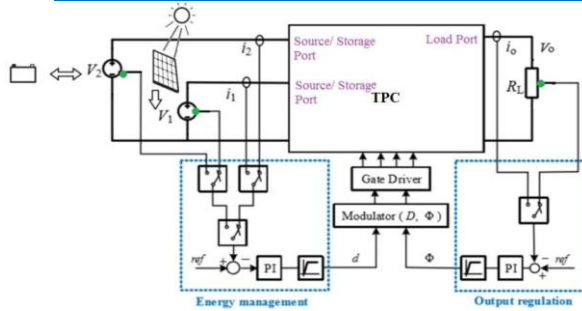 Source/ Storage
Port
Load Port
i2
io
Vo
V2
Source/ Storage
Port
TPC
RL
i1
V1
Gate Driver
Modulator ( D, Φ )
ref
+
−
PI
d
Φ
PI
−
+
ref
Energy management
Output regulation